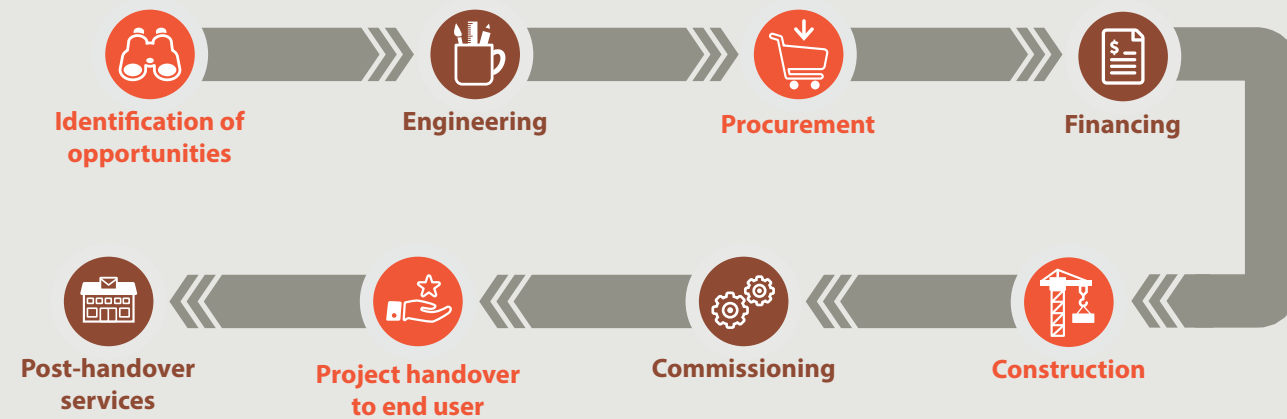 Identification of
opportunities
Engineering
Procurement
$
Financing
Post-handover
services
Project handover
to end user
Commissioning
Construction